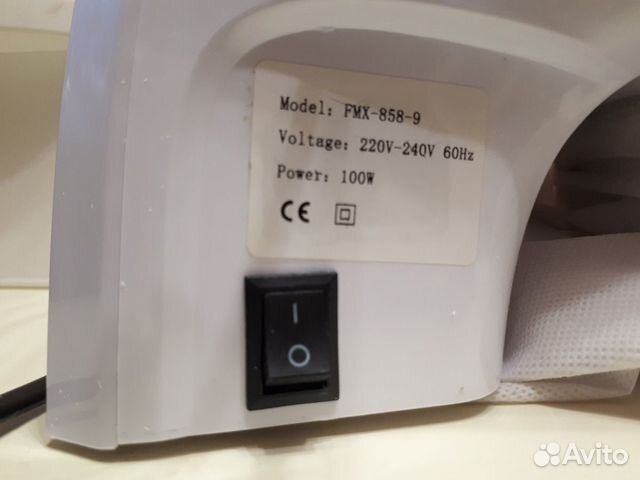 Model: FMX-858-9
Voltage: 220V-240V 60Hz
Power: 100W
CE
Avito